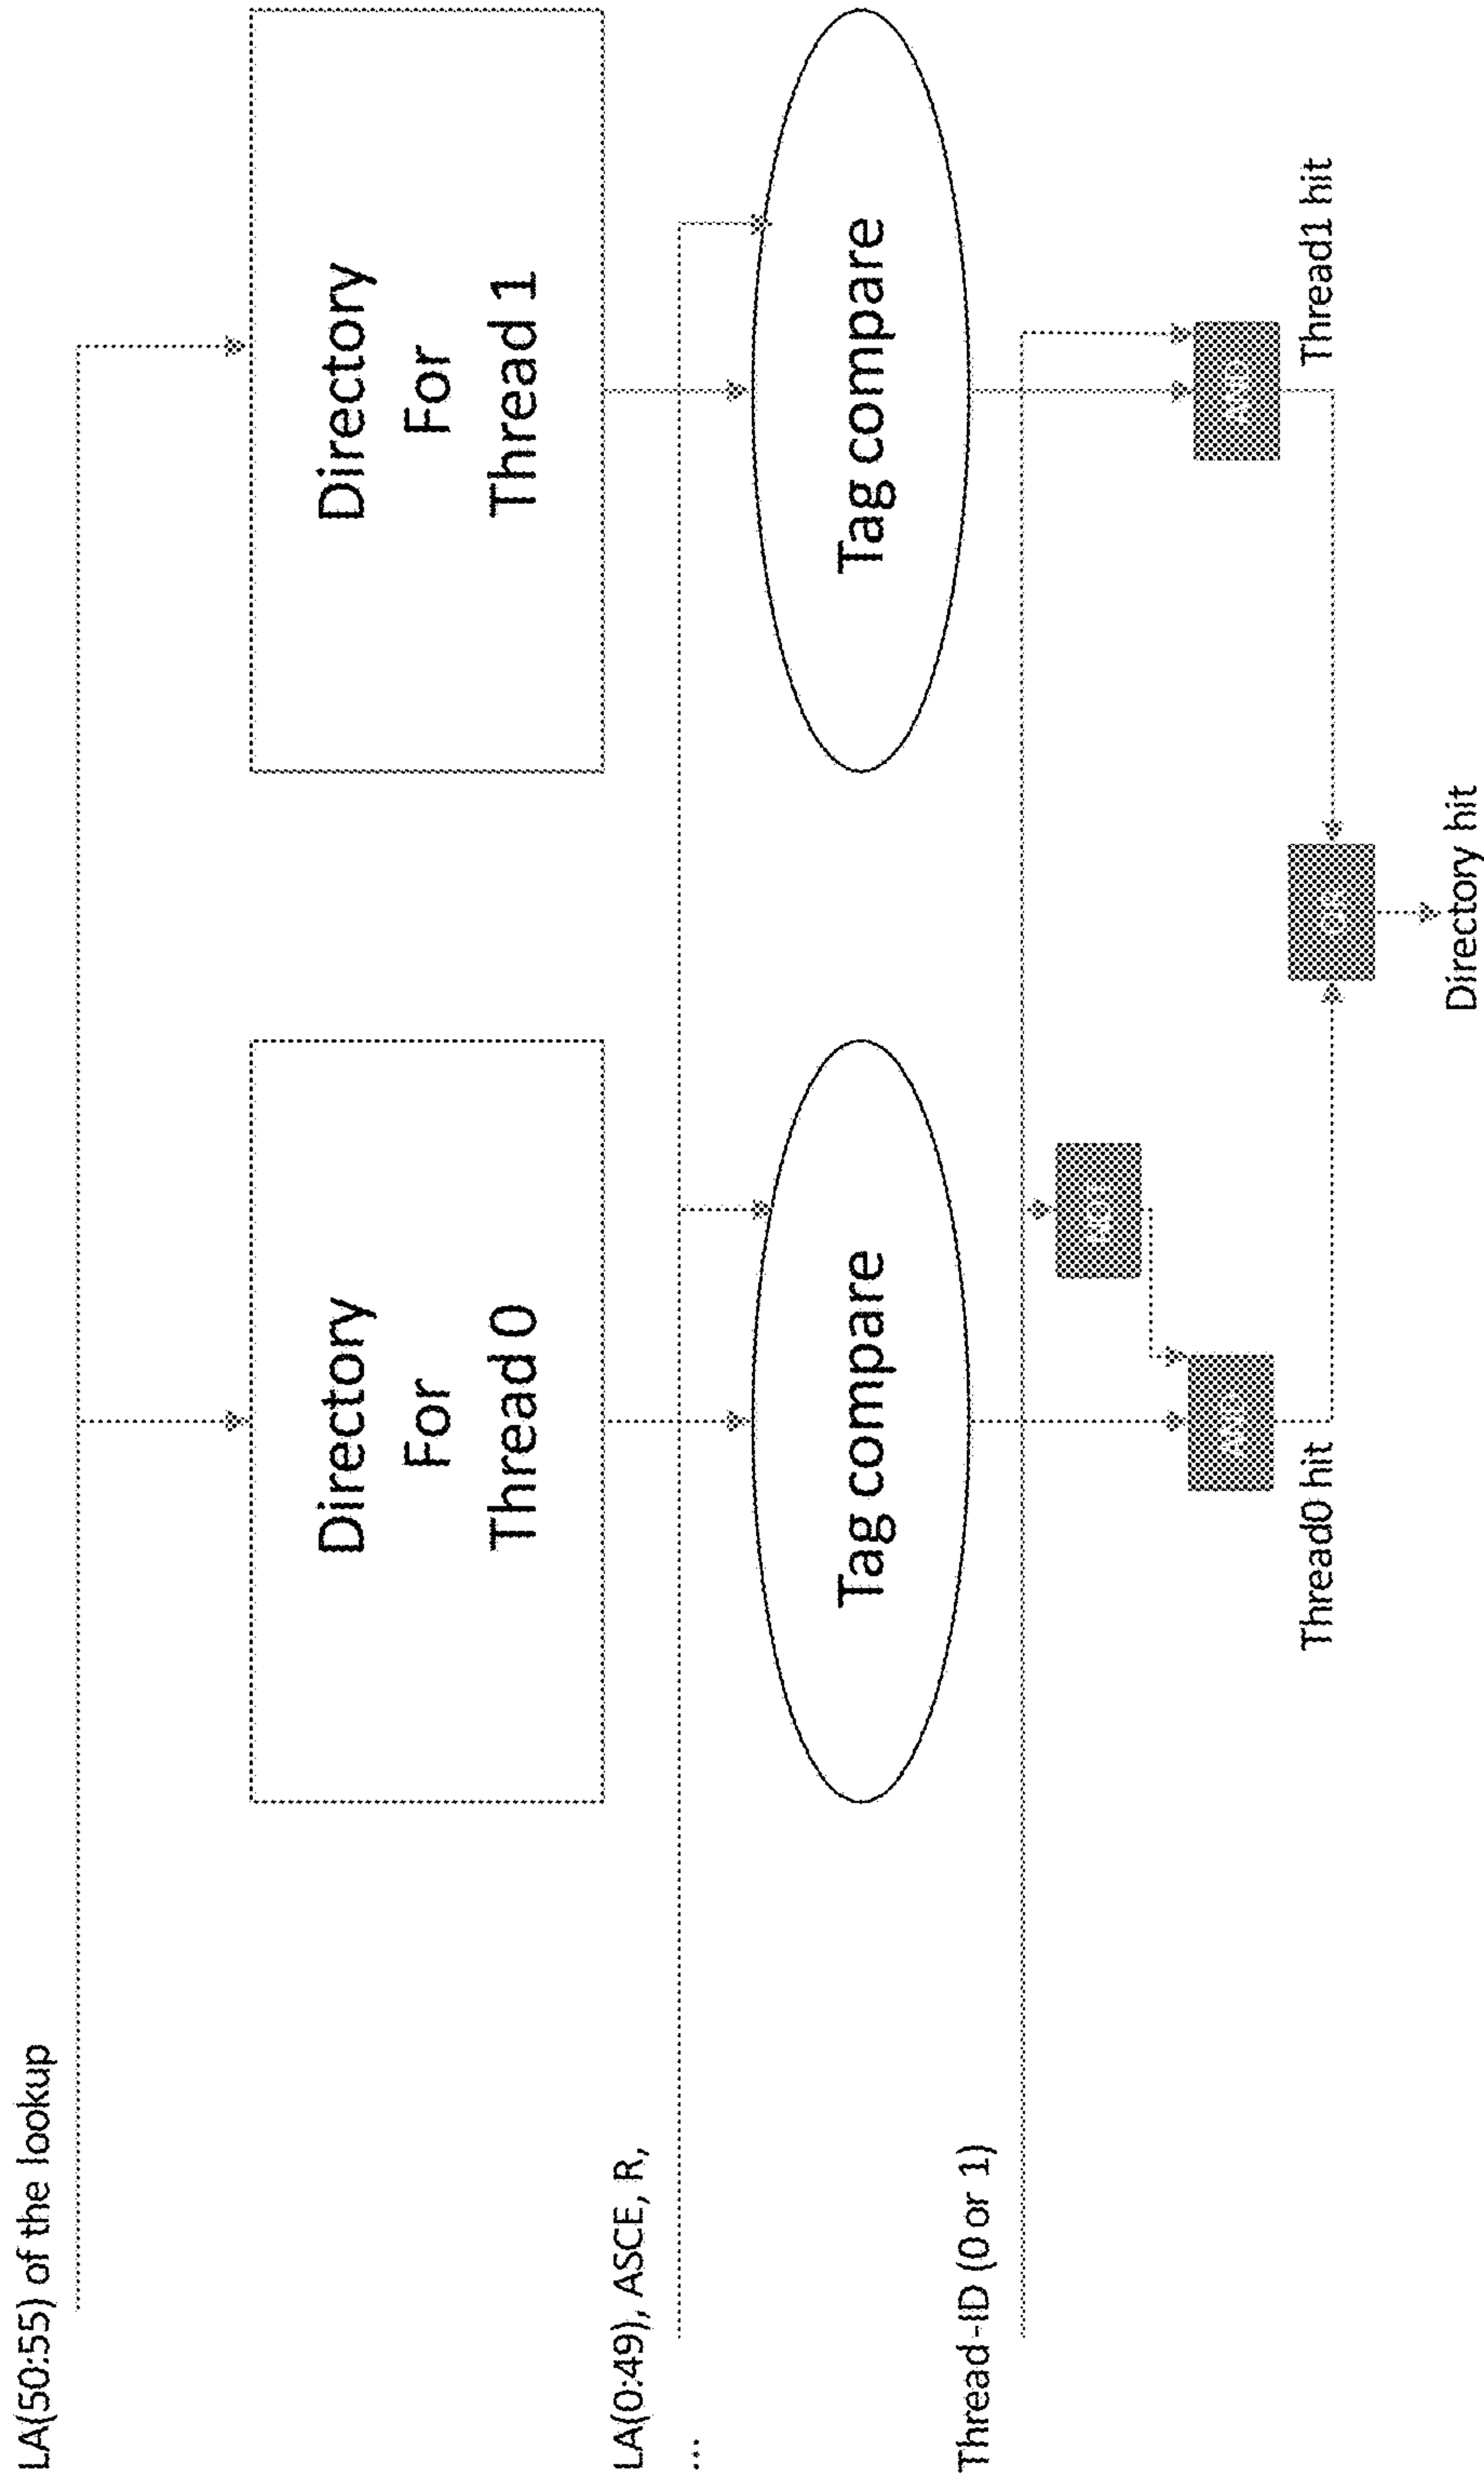 LA(50:55) of the lookup
Directory
For
Thread 0
Directory
For
Thread 1
LA(0:49), ASCE, R,
...
Tag compare
Tag compare
Thread-ID (0 or 1)
Thread0 hit
Thread1 hit
Directory hit